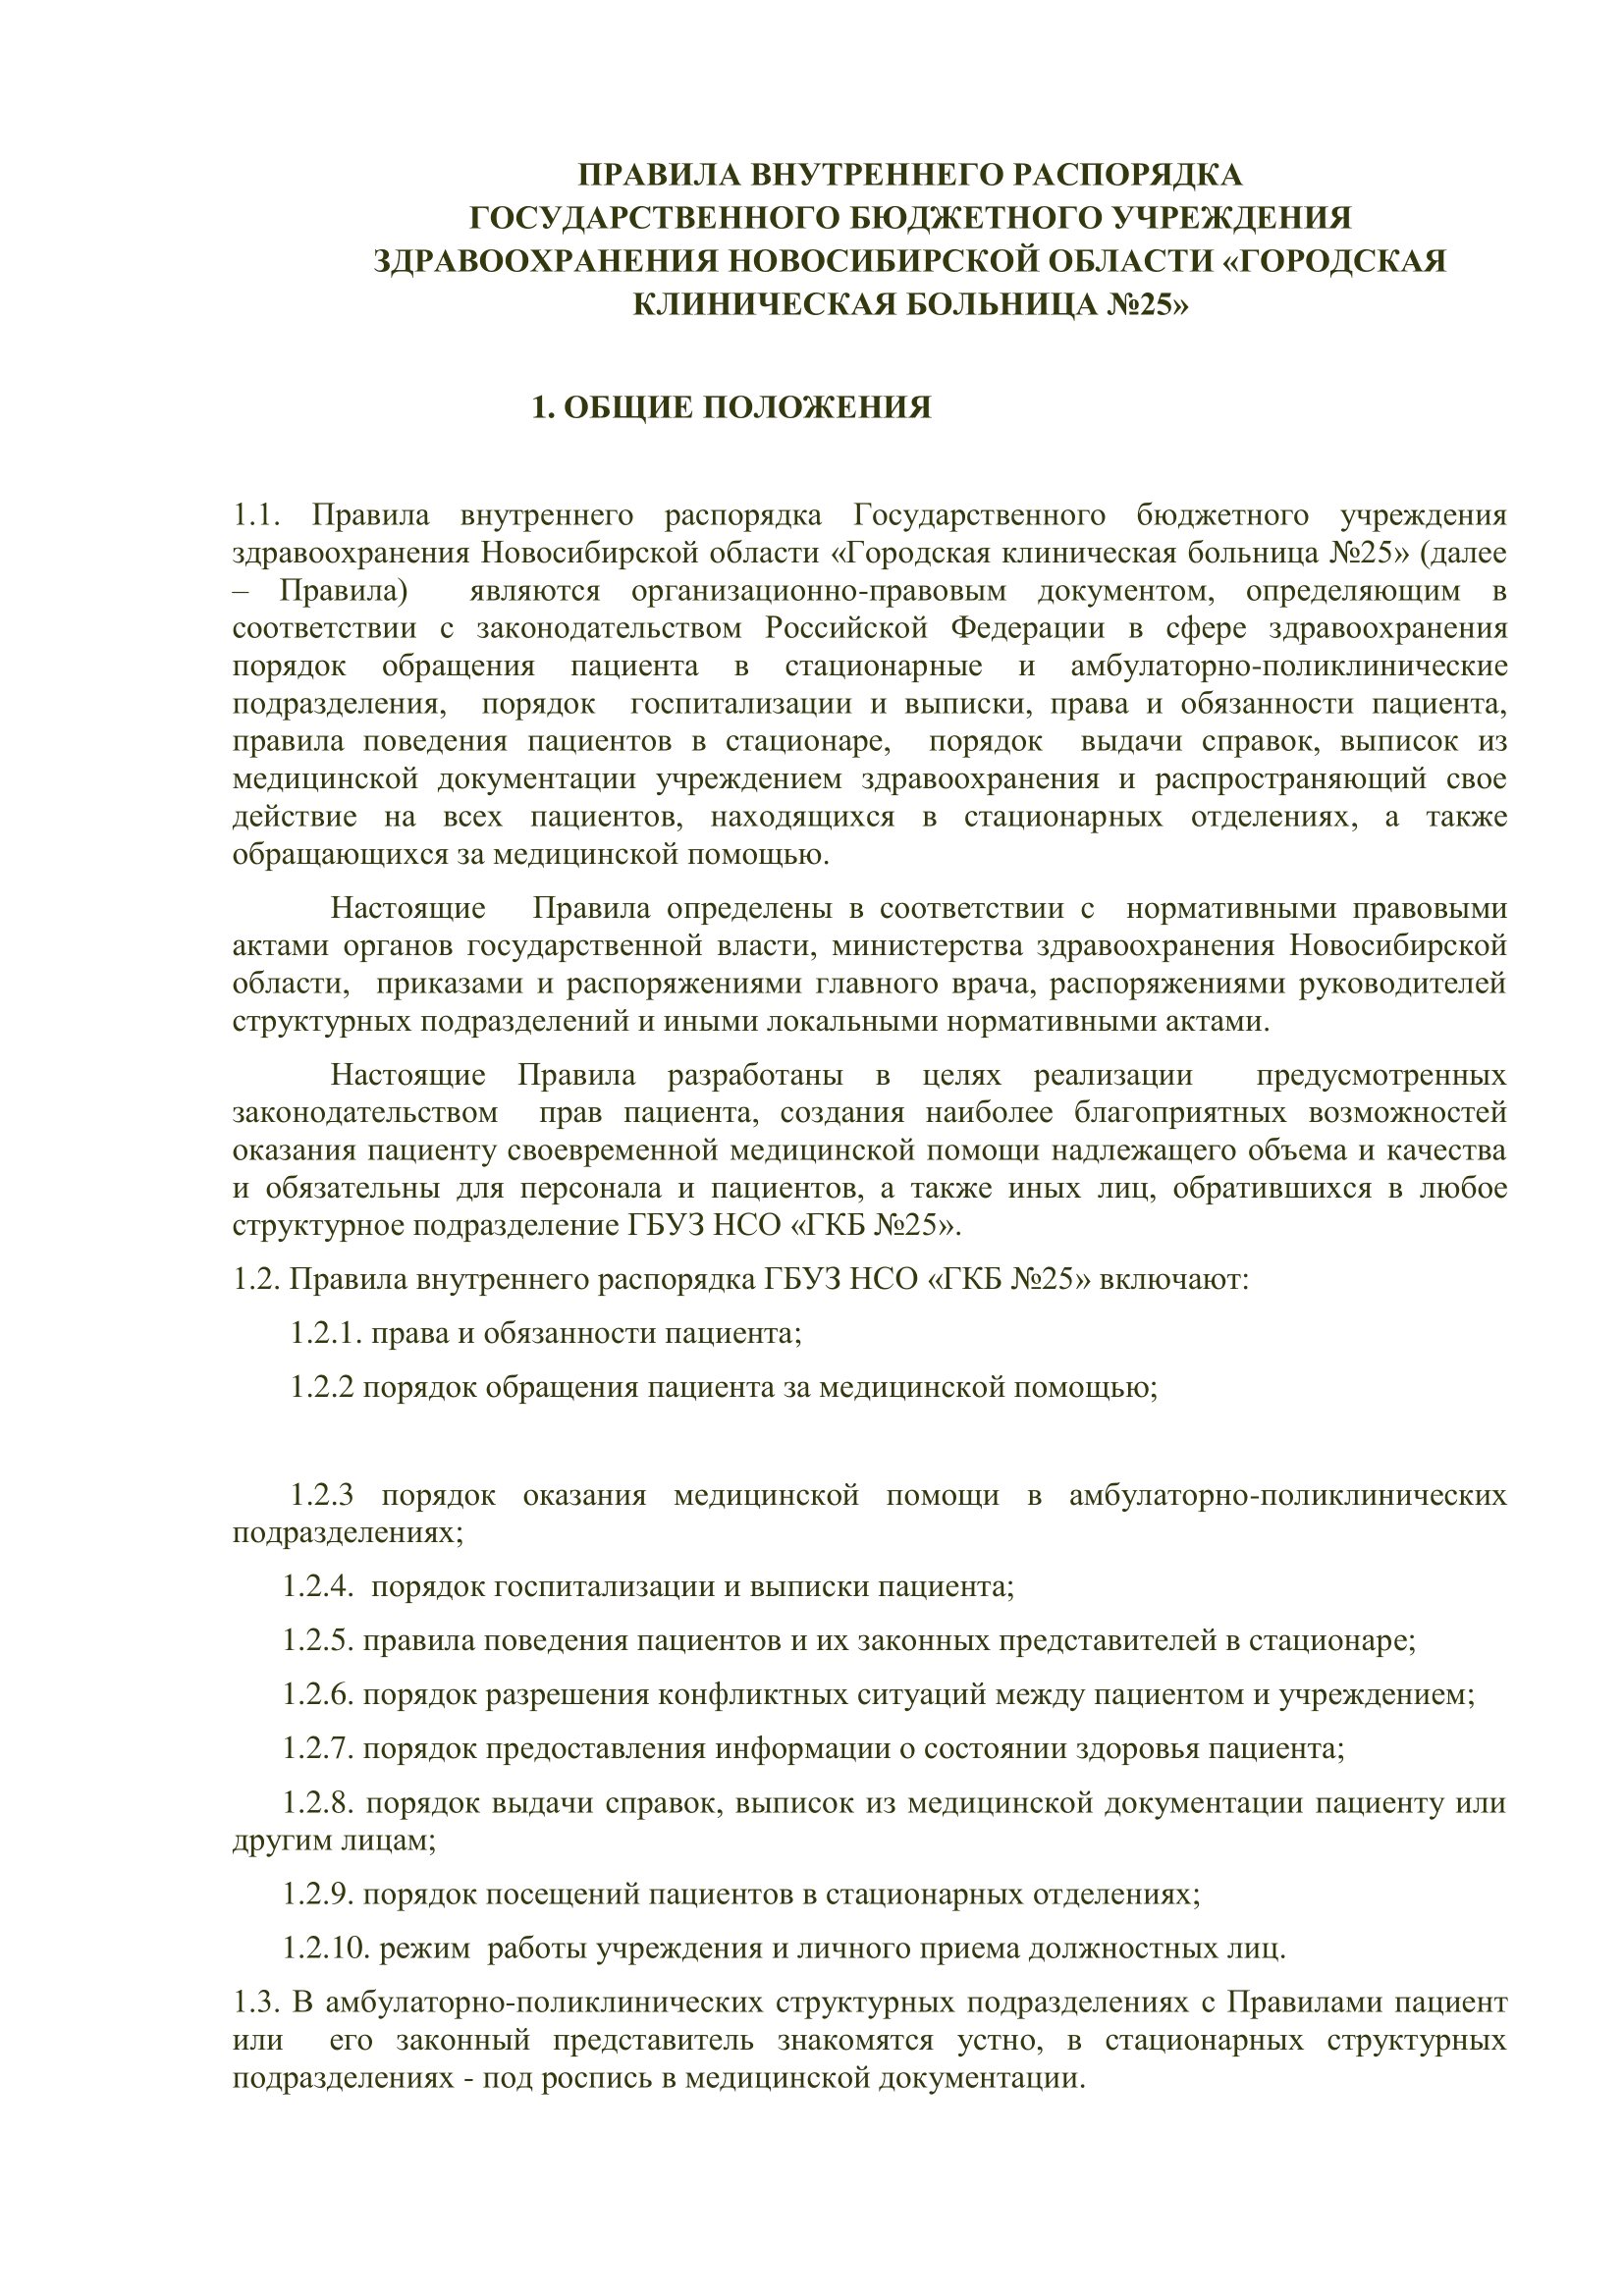 ПРАВИЛА ВНУТРЕННЕГО РАСПОРЯДКА
ГОСУДАРСТВЕННОГО БЮДЖЕТНОГО УЧРЕЖДЕНИЯ
ЗДРАВООХРАНЕНИЯ НОВОСИБИРСКОЙ ОБЛАСТИ «ГОРОДСКАЯ
КЛИНИЧЕСКАЯ БОЛЬНИЦА №25»
1. ОБЩИЕ ПОЛОЖЕНИЯ
1.1. Правила внутреннего распорядка Государственного бюджетного учреждения
здравоохранения Новосибирской области «Городская клиническая больница №25» (далее
– Правила) являются организационно-правовым документом, определяющим в
соответствии с законодательством Российской Федерации в сфере здравоохранения
порядок обращения пациента в стационарные и амбулаторно-поликлинические
подразделения, порядок госпитализации и выписки, права и обязанности пациента,
правила поведения пациентов в стационаре, порядок выдачи справок, выписок из
медицинской документации учреждением здравоохранения и распространяющий свое
действие на всех пациентов, находящихся в стационарных отделениях, а также
обращающихся за медицинской помощью.
Настоящие Правила определены в соответствии с нормативными правовыми
актами органов государственной власти, министерства здравоохранения Новосибирской
области, приказами и распоряжениями главного врача, распоряжениями руководителей
структурных подразделений и иными локальными нормативными актами.
Настоящие Правила разработаны в целях реализации предусмотренных
законодательством прав пациента, создания наиболее благоприятных возможностей
оказания пациенту своевременной медицинской помощи надлежащего объема и качества
и обязательны для персонала и пациентов, а также иных лиц, обратившихся в любое
структурное подразделение ГБУЗ НСО «ГКБ №25».
1.2. Правила внутреннего распорядка ГБУЗ НСО «ГКБ №25» включают:
1.2.1. права и обязанности пациента;
1.2.2 порядок обращения пациента за медицинской помощью;
1.2.3 порядок оказания медицинской помощи в амбулаторно-поликлинических
подразделениях;
1.2.4. порядок госпитализации и выписки пациента;
1.2.5. правила поведения пациентов и их законных представителей в стационаре;
1.2.6. порядок разрешения конфликтных ситуаций между пациентом и учреждением;
1.2.7. порядок предоставления информации о состоянии здоровья пациента;
1.2.8. порядок выдачи справок, выписок из медицинской документации пациенту или
другим лицам;
1.2.9. порядок посещений пациентов в стационарных отделениях;
1.2.10. режим работы учреждения и личного приема должностных лиц.
1.3. В амбулаторно-поликлинических структурных подразделениях с Правилами пациент
или его законный представитель знакомятся устно, в стационарных структурных
подразделениях - под роспись в медицинской документации.